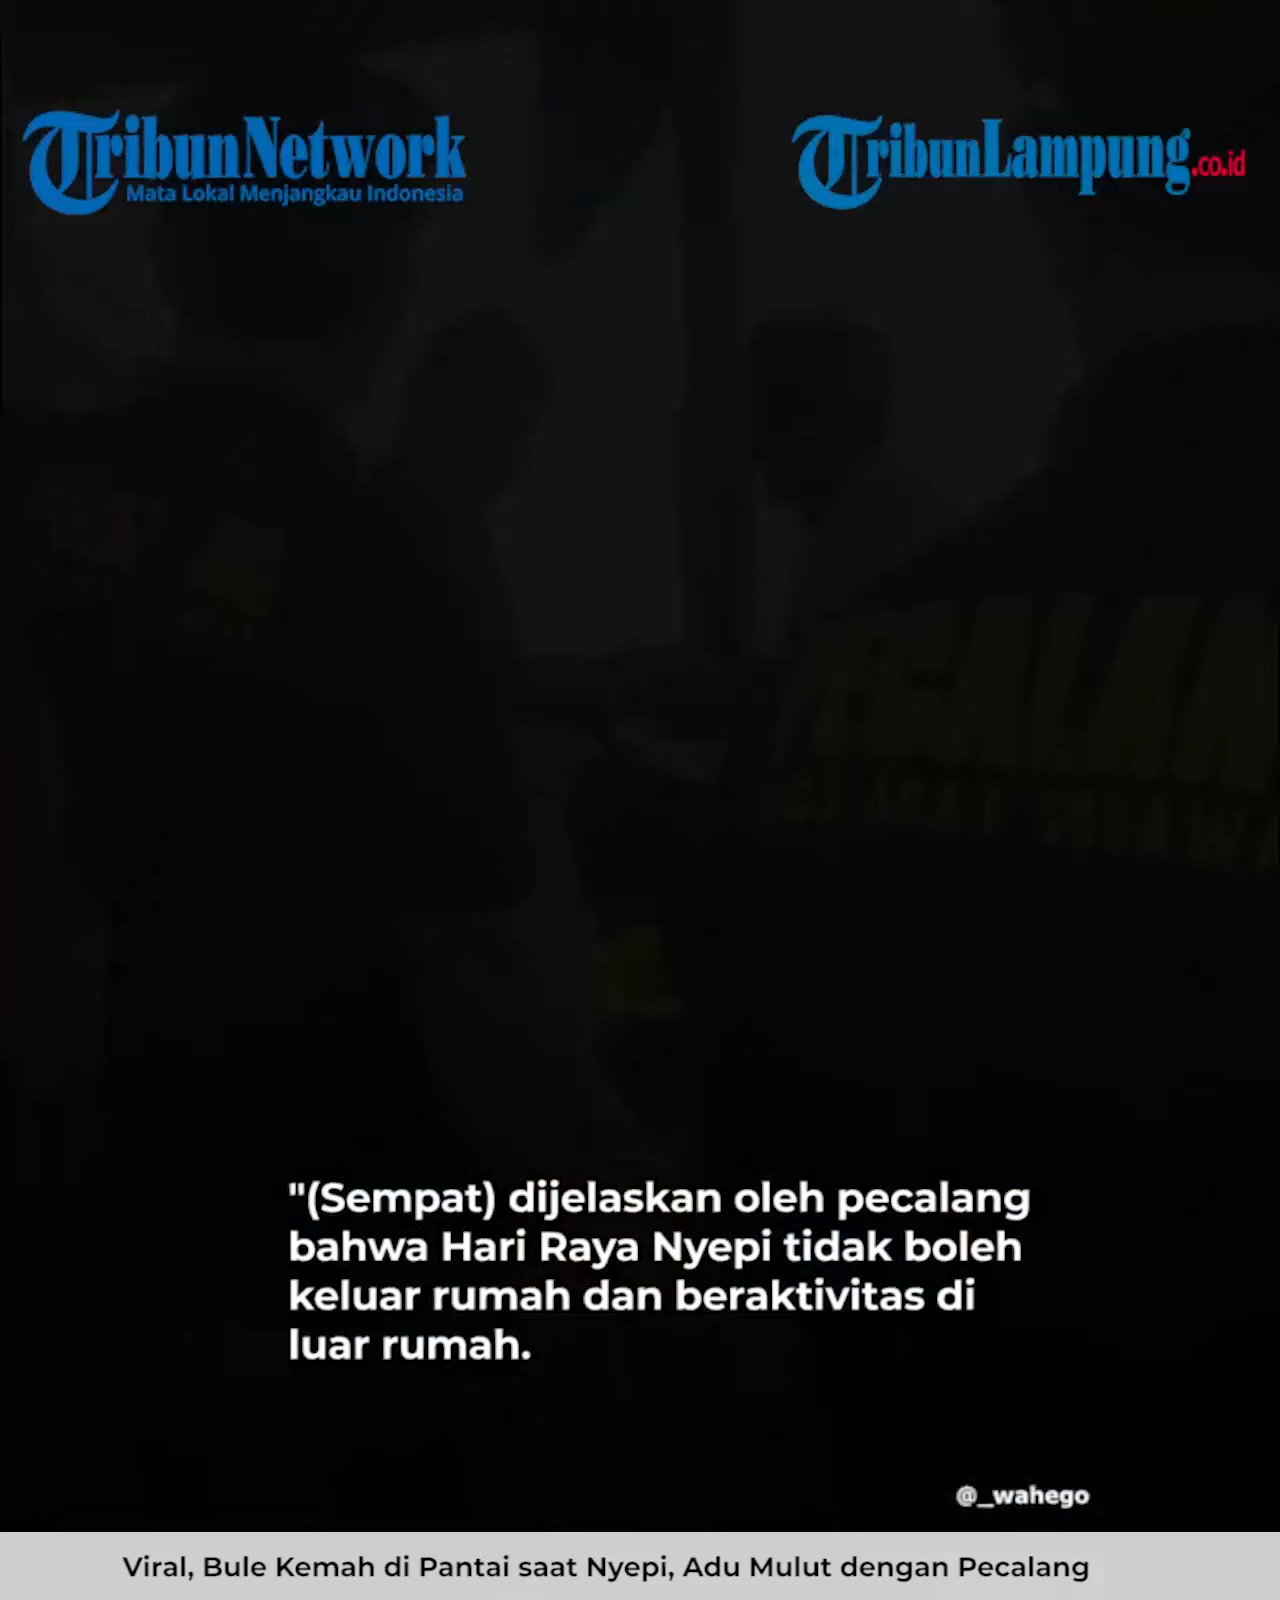 TribunNetwork
Mata Lokal Menjangkau Indonesia
TribunLampung.co.id
"(Sempat) dijelaskan oleh pecalang
bahwa Hari Raya Nyepi tidak boleh
keluar rumah dan beraktivitas di
luar rumah.
@_wahego
Viral, Bule Kemah di Pantai saat Nyepi, Adu Mulut dengan Pecalang